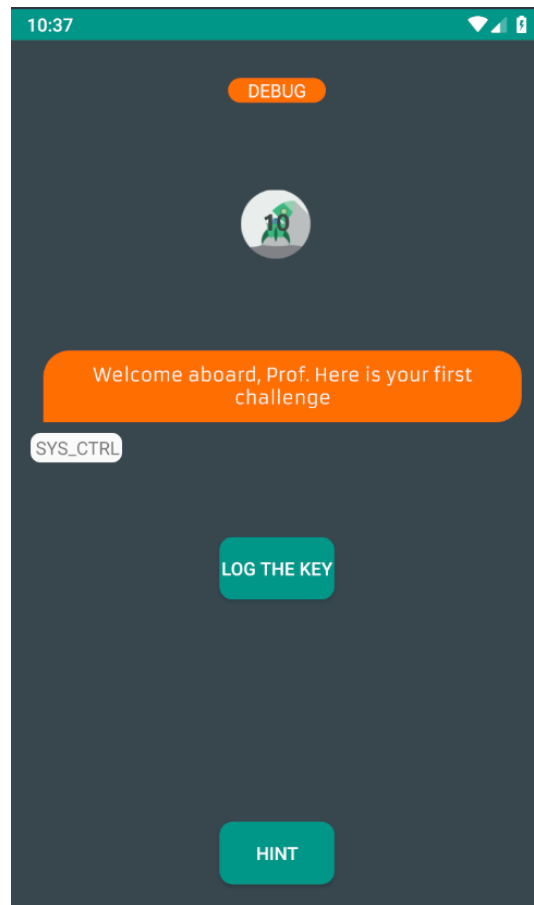 10:37
DEBUG
10
Welcome aboard, Prof. Here is your first
challenge
SYS_CTRL
LOG THE KEY
HINT